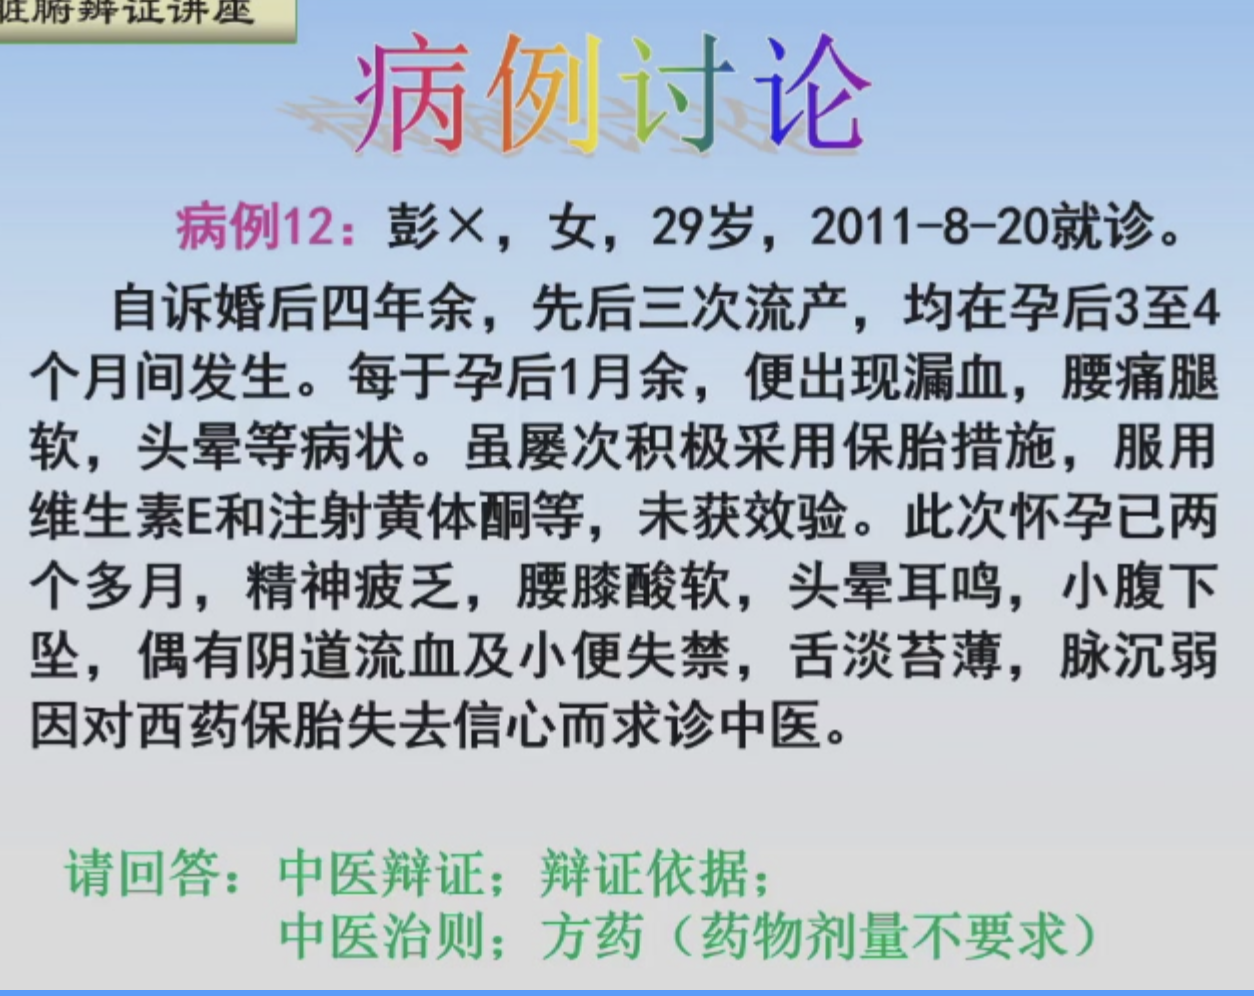 脏腑辨证讲座
病例讨论
病例12：彭×，女，29岁，2011-8-20就诊。
自诉婚后四年余，先后三次流产，均在孕后3至4
个月间发生。每于孕后1月余，便出现漏血，腰痛腿
软，头晕等病状。虽屡次积极采用保胎措施，服用
维生素E和注射黄体酮等，未获效验。此次怀孕已两
个多月，精神疲乏，腰膝酸软，头晕耳鸣，小腹下
坠，偶有阴道流血及小便失禁，舌淡苔薄，脉沉弱
因对西药保胎失去信心而求诊中医。
请回答：中医辩证；辩证依据；
中医治则；方药（药物剂量不要求）